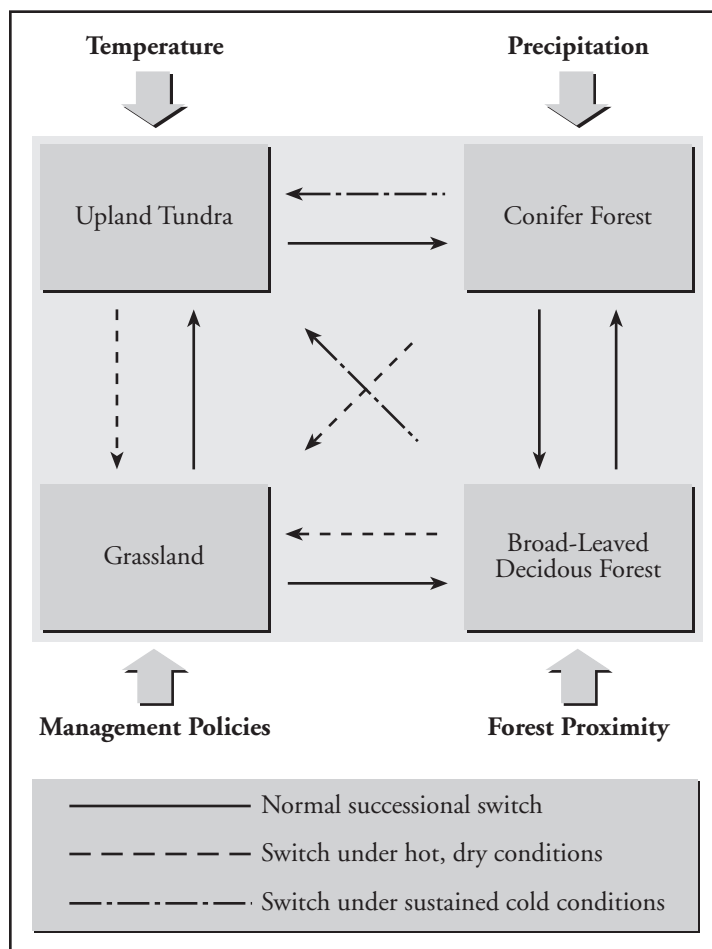 Temperature
Precipitation
Upland Tundra
Conifer Forest
Grassland
Broad-Leaved
Decidous Forest
Management Policies
Forest Proximity
Normal successional switch
Switch under hot, dry conditions
Switch under sustained cold conditions